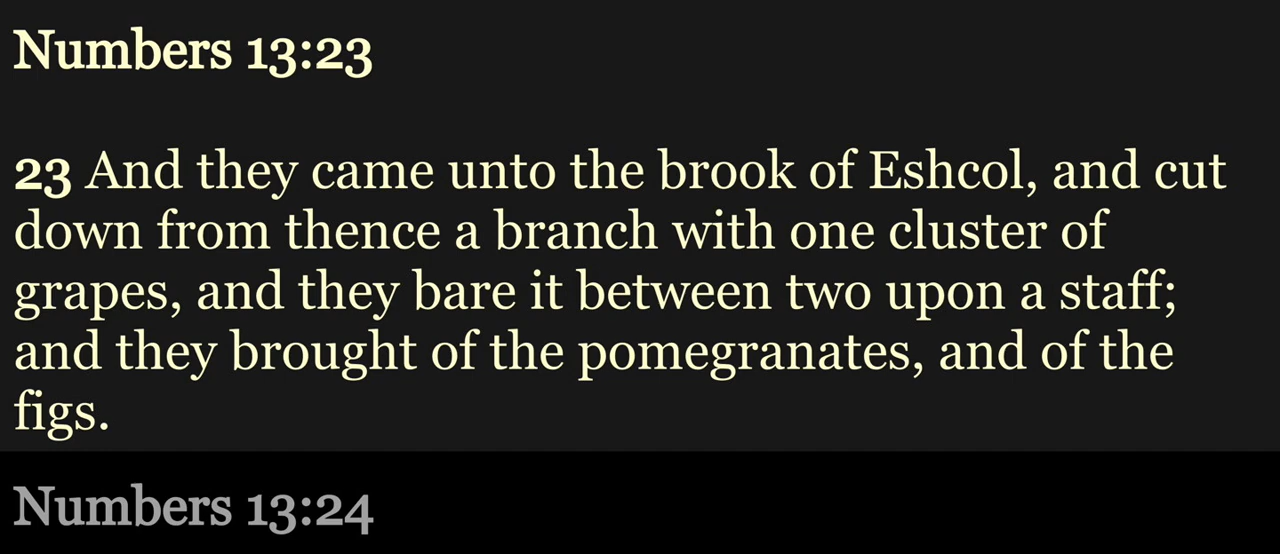 Numbers 13:23
23 And they came unto the brook of Eshcol, and cut
down from thence a branch with one cluster of
grapes, and they bare it between two upon a staff;
and they brought of the pomegranates, and of the
figs.
Numbers 13:24